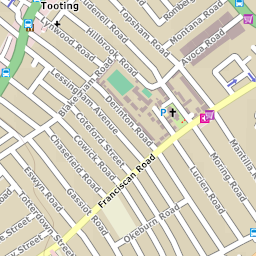 Tooting
Lynwood Road
Lessingham Avenue
Blakenham Road
Hillbrook Road
Topsham Road
Montana Road
Avoca Road
Derinton Road
P
Coteford Street
Cowick Road
Chasefield Road
Eswyn Road
Gassiot Road
Franciscan Road
Okeburn Road
Lucien Road
Moring Road